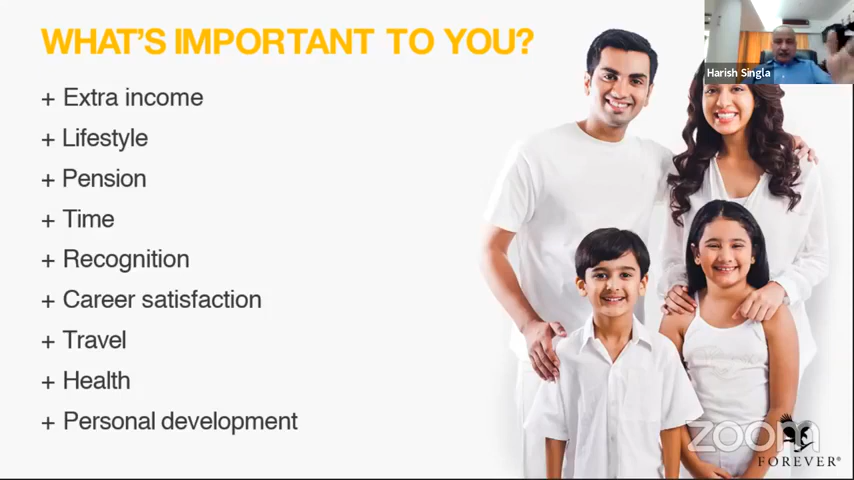 WHAT'S IMPORTANT TO YOU?
Harish Singla
+ Extra income
+ Lifestyle
+ Pension
+ Time
+ Recognition
+ Career satisfaction
+ Travel
+ Health
+ Personal development
zoom
FOREVER®